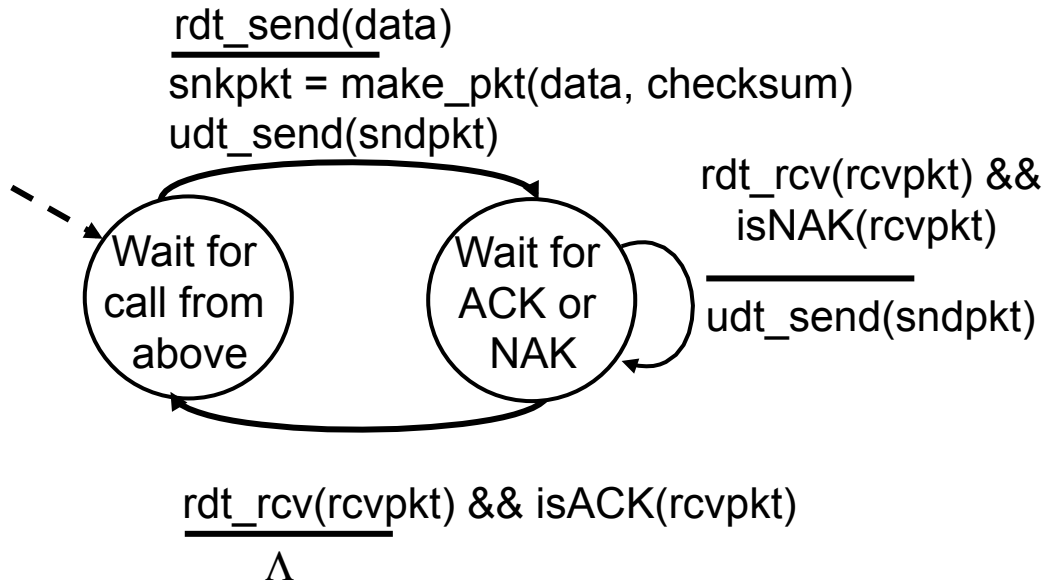 rdt_send(data)
snkpkt = make_pkt(data, checksum)
udt_send(sndpkt)
Wait for
call from
above
Wait for
ACK or
NAK
rdt_rcv(rcvpkt) &&
isNAK(rcvpkt)
udt_send(sndpkt)
rdt_rcv(rcvpkt) && isACK(rcvpkt)
Λ